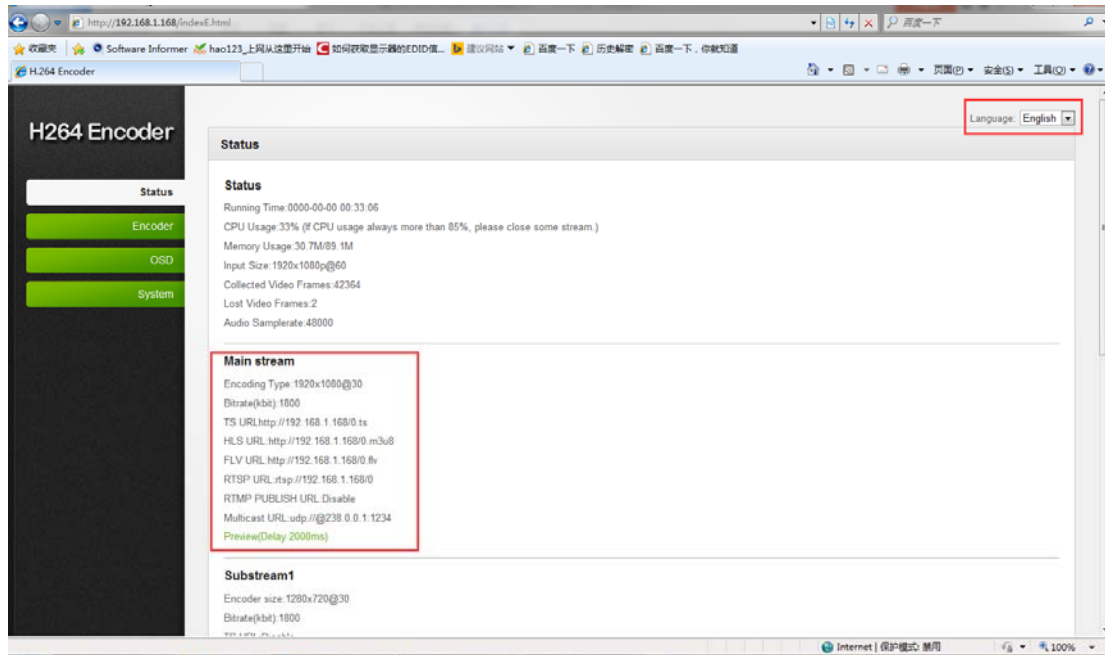 http://192.168.1.168/indexE.html
百度一下
收藏夹 Software Informer hao123_上网从这里开始 如何获取显示器的EDID信... 建议网站 百度一下 历史解密 百度一下，你就知道
H.264 Encoder
页面(P) 安全(S) 工具(O)
Language: English
H264 Encoder
Status
Status
Encoder
OSD
System
Status
Running Time:0000-00-00 00:33:06
CPU Usage:33% (If CPU usage always more than 85%, please close some stream.)
Memory Usage:30.7M/89.1M
Input Size:1920x1080p@60
Collected Video Frames:42364
Lost Video Frames:2
Audio Samplerate:48000
Main stream
Encoding Type:1920x1080@30
Bitrate(kbit):1800
TS URLhttp://192.168.1.168/0.ts
HLS URL:http://192.168.1.168/0.m3u8
FLV URL:http://192.168.1.168/0.flv
RTSP URL:rtsp://192.168.1.168/0
RTMP PUBLISH URL:Disable
Multicast URL:udp://@238.0.0.1:1234
Preview(Delay 2000ms)
Substream1
Encoder size:1280x720@30
Bitrate(kbit):1800
Internet | 保护模式: 禁用
100%